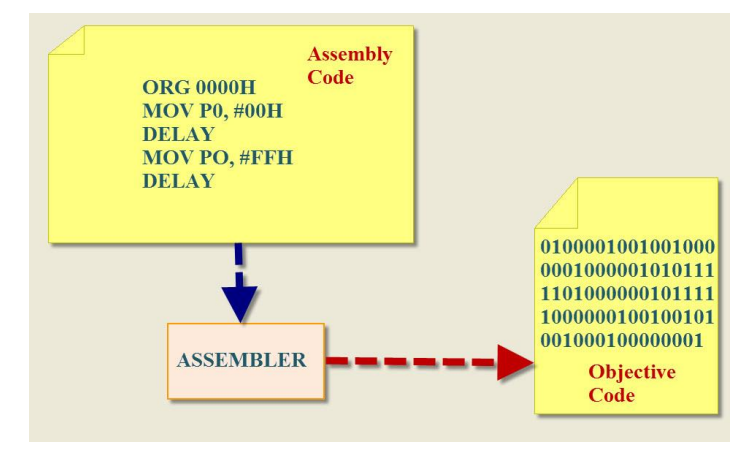 Assembly
Code
ORG 0000H
MOV P0, #00H
DELAY
MOV PO, #FFH
DELAY
ASSEMBLER
0100001001001000
0001000001010111
1101000000101111
1000000100100101
001000100000001
Objective
Code